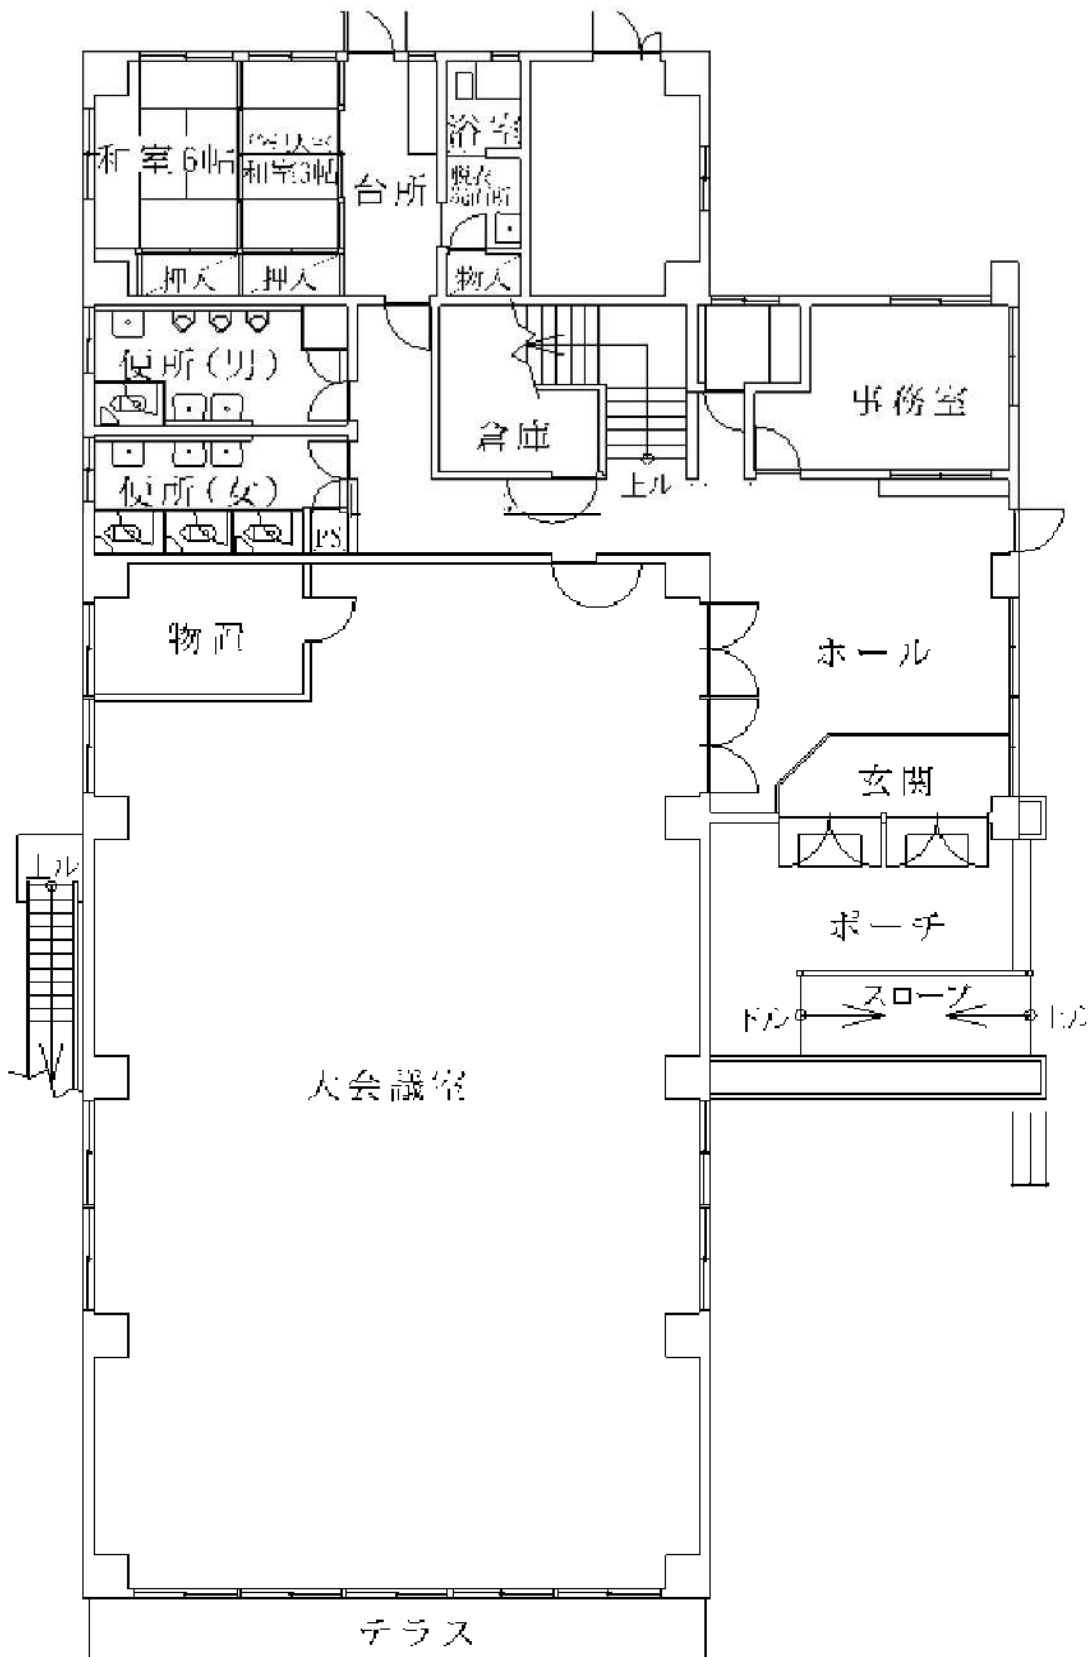 和室6帖
和室3帖
台所
浴室
脱衣
洗面所
押入
押入
物入
便所(男)
倉庫
事務室
上ル
便所(女)
PS
物置
ホール
玄関
上ル
ポーチ
スロープ
下ル
上ル
大会議室
テラス